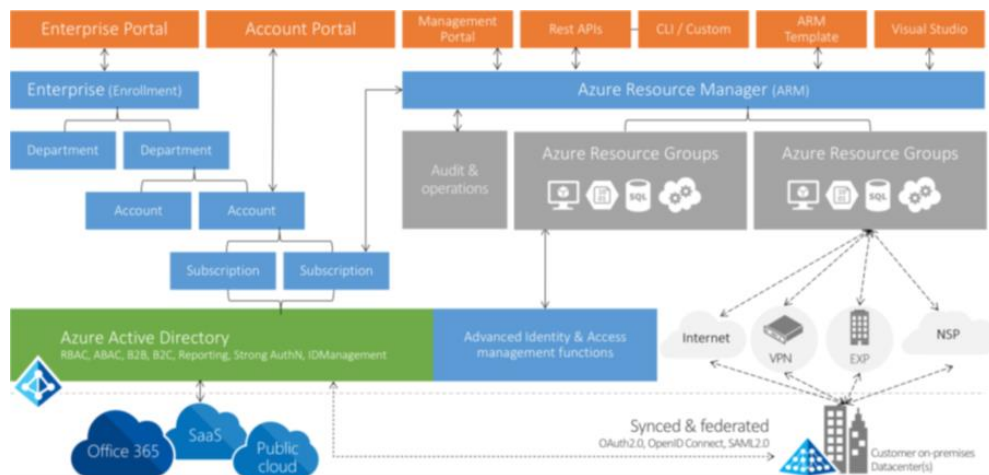 Enterprise Portal
Account Portal
Management
Portal
Rest APIs
CLI / Custom
ARM
Template
Visual Studio
Enterprise (Enrollment)
Azure Resource Manager (ARM)
Department
Department
Audit &
operations
Azure Resource Groups
SQL
Azure Resource Groups
SQL
Account
Account
Subscription
Subscription
Azure Active Directory
RBAC, ABAC, B2B, B2C, Reporting, Strong AuthN, IDManagement
Advanced Identity & Access
management functions
Internet
VPN
EXP
NSP
Office 365
SaaS
Public
cloud
Synced & federated
OAuth2.0, OpenID Connect, SAML2.0
Customer on-premises
Datacenter(s)